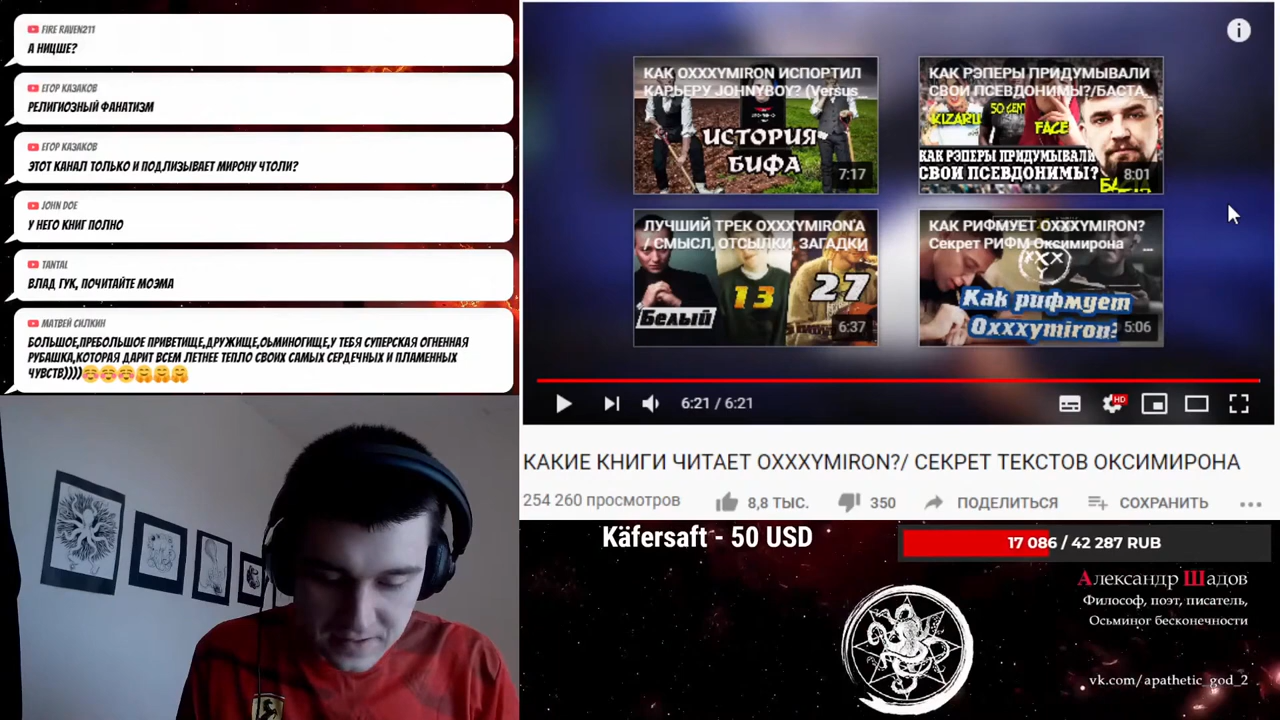 FIRE RAVEN211
А НИЦШЕ?
ЕГОР КАЗАКОВ
РЕЛИГИОЗНЫЙ ФАНАТИЗМ
ЕГОР КАЗАКОВ
ЭТОТ КАНАЛ ТОЛЬКО И ПОДЛИЗЫВАЕТ МИРОНУ ЧТОЛИ?
JOHN DOE
У НЕГО КНИГ ПОЛНО
TANTAL
ВЛАД ГУК, ПОЧИТАЙТЕ МОЭМА
МАТВЕЙ СИЛКИН
БОЛЬШОЕ,ПРЕБОЛЬШОЕ ПРИВЕТИЩЕ,ДРУЖИЩЕ,ОЬМИНОГИЩЕ,У ТЕБЯ СУПЕРСКАЯ ОГНЕННАЯ
РУБАШКА,КОТОРАЯ ДАРИТ ВСЕМ ЛЕТНЕЕ ТЕПЛО СВОИХ САМЫХ СЕРДЕЧНЫХ И ПЛАМЕННЫХ
ЧУВСТВ))))☺️☺️☺️🤗🤗🤗
КАК OXXXYMIRON ИСПОРТИЛ
КАРЬЕРУ JOHNYBOY? (Versus
ИСТОРИЯ
БИФА
7:17
КАК РЭПЕРЫ ПРИДУМЫВАЛИ
СВОИ ПСЕВДОНИМЫ?/БАСТА
KIZARU
50 CENT
FACE
КАК РЭПЕРЫ ПРИДУМЫВАЛИ
СВОИ ПСЕВДОНИМЫ?
8:01
ЛУЧШИЙ ТРЕК OXXXYMIRON'А
/ СМЫСЛ, ОТСЫЛКИ, ЗАГАДКИ
13
27
Белый
6:37
КАК РИФМУЕТ OXXXYMIRON?
Секрет РИФМ Оксимирона
XXX
Y
Как рифмует
Oxxxymiron?
5:06
6:21 / 6:21
HD
КАКИЕ КНИГИ ЧИТАЕТ OXXXYMIRON?/ СЕКРЕТ ТЕКСТОВ ОКСИМИРОНА
254 260 просмотров
8,8 ТЫС.
350
ПОДЕЛИТЬСЯ
СОХРАНИТЬ
Käfersaft - 50 USD
17 086 / 42 287 RUB
Александр Шадов
Философ, поэт, писатель,
Осьминог бесконечности
vk.com/apathetic_god_2